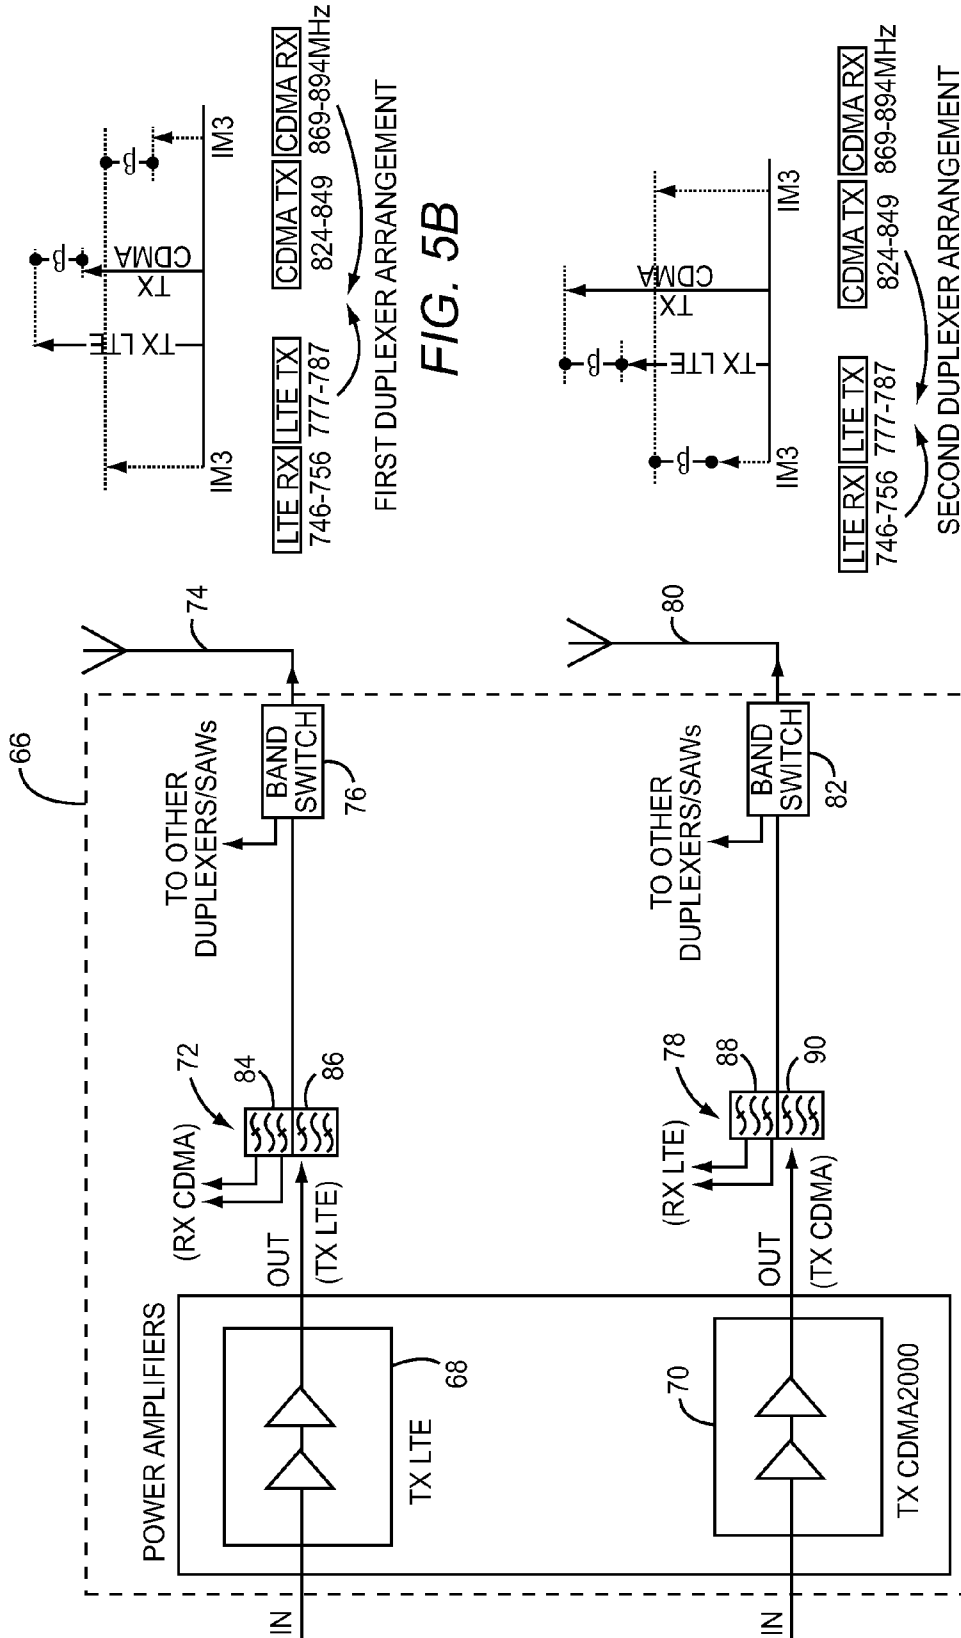 66
POWER AMPLIFIERS
IN
TX LTE
68
OUT
(TX LTE)
(RX CDMA)
72
84
86
TO OTHER
DUPLEXERS/SAWs
BAND
SWITCH
76
74
IN
TX CDMA2000
70
OUT
(TX CDMA)
(RX LTE)
78
88
90
TO OTHER
DUPLEXERS/SAWs
BAND
SWITCH
82
80
IM3
TX LTE
TX
CDMA
β
β
IM3
LTE RX LTE TX CDMA TX CDMA RX
746-756 777-787 824-849 869-894MHz
FIRST DUPLEXER ARRANGEMENT
FIG. 5B
IM3
β
TX LTE
β
TX
CDMA
IM3
LTE RX LTE TX CDMA TX CDMA RX
746-756 777-787 824-849 869-894MHz
SECOND DUPLEXER ARRANGEMENT